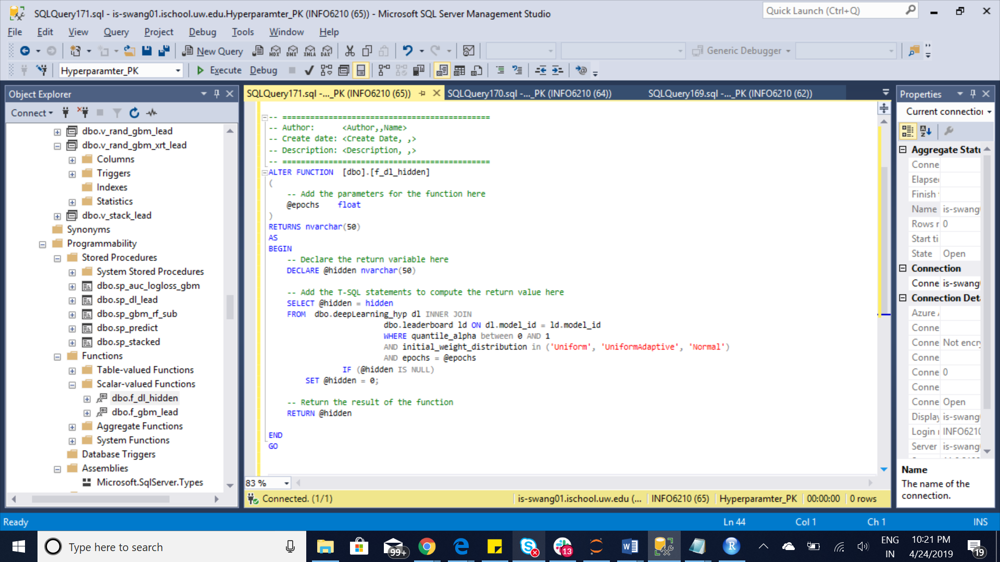 SQLQuery171.sql - is-swang01.ischool.uw.edu.Hyperparamter_PK (INFO6210 (65)) - Microsoft SQL Server Management Studio
Quick Launch (Ctrl+Q)
File Edit View Query Project Debug Tools Window Help
New Query MDX DMX XMLA DAX Generic Debugger
Hyperparamter_PK Execute Debug
Object Explorer
Connect
dbo.v_rand_gbm_lead
dbo.v_rand_gbm_xrt_lead
Columns
Triggers
Indexes
Statistics
dbo.v_stack_lead
Synonyms
Programmability
Stored Procedures
System Stored Procedures
dbo.sp_auc_logloss_gbm
dbo.sp_dl_lead
dbo.sp_gbm_rf_sub
dbo.sp_predict
dbo.sp_stacked
Functions
Table-valued Functions
Scalar-valued Functions
dbo.f_dl_hidden
dbo.f_gbm_lead
Aggregate Functions
System Functions
Database Triggers
Assemblies
Microsoft.SqlServer.Types
SQLQuery171.sql -..._PK (INFO6210 (65)) SQLQuery170.sql -..._PK (INFO6210 (64)) SQLQuery169.sql -..._PK (INFO6210 (62))
-- =============================================
-- Author:      <Author,,Name>
-- Create date: <Create Date, ,>
-- Description: <Description, ,>
-- =============================================
ALTER FUNCTION  [dbo].[f_dl_hidden]
(
-- Add the parameters for the function here
@epochs    float
)
RETURNS nvarchar(50)
AS
BEGIN
-- Declare the return variable here
DECLARE @hidden nvarchar(50)
-- Add the T-SQL statements to compute the return value here
SELECT @hidden = hidden
FROM  dbo.deepLearning_hyp dl INNER JOIN
dbo.leaderboard ld ON dl.model_id = ld.model_id
WHERE quantile_alpha between 0 AND 1
AND initial_weight_distribution in ('Uniform', 'UniformAdaptive', 'Normal')
AND epochs = @epochs
IF (@hidden IS NULL)
SET @hidden = 0;
-- Return the result of the function
RETURN @hidden
END
GO
83 %
Connected. (1/1) is-swang01.ischool.uw.edu (... INFO6210 (65) Hyperparamter_PK 00:00:00 0 rows
Properties
Current connection
Aggregate Statu
Conne
Elapse
Finish
Name is-swang
Rows r 0
Start ti
State Open
Connection
Conne is-swang
Connection Det
Azure
Conne
Conne Not encr
Conne
Conne 0
Conne
Conne Open
Display is-swang
Login INFO6210
Server is-swang
Name
The name of the
connection.
Ready Ln 44 Col 1 Ch 1 INS
Type here to search
99+
13
ENG
IN
10:21 PM
4/24/2019
19